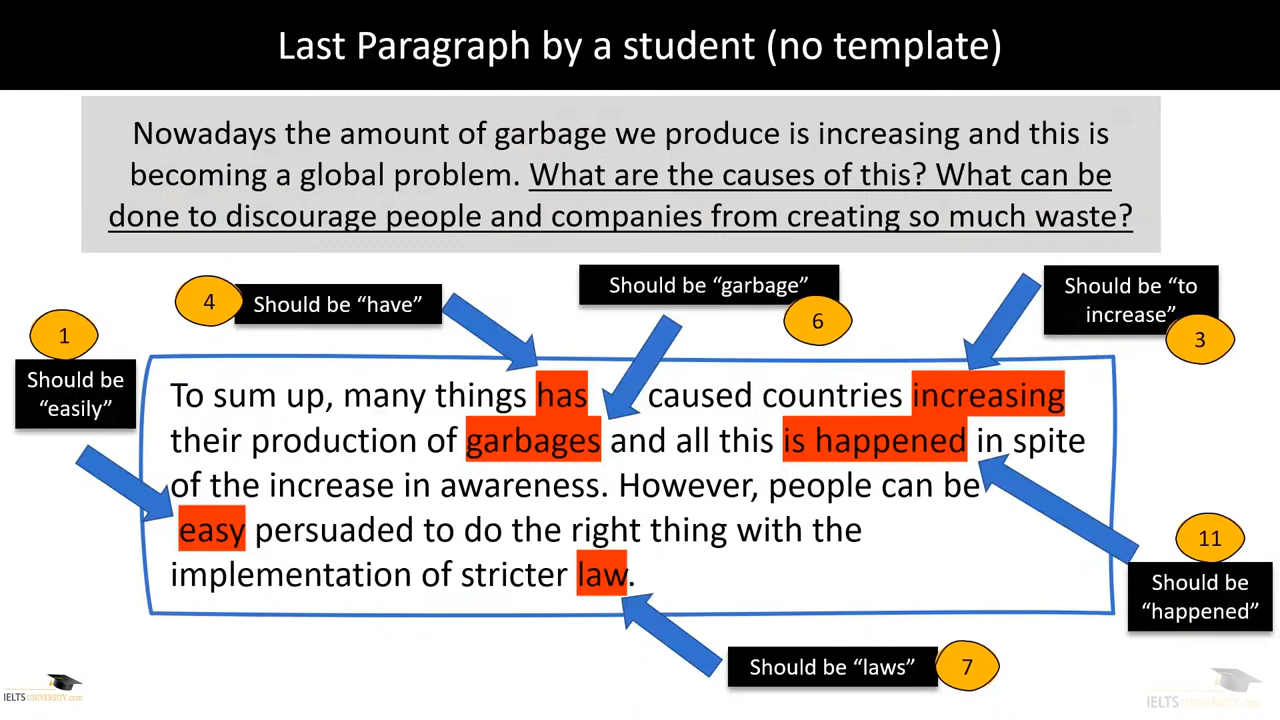 Last Paragraph by a student (no template)
Nowadays the amount of garbage we produce is increasing and this is
becoming a global problem. What are the causes of this? What can be
done to discourage people and companies from creating so much waste?
4
Should be “have”
Should be “garbage”
6
Should be “to
increase”
3
1
Should be
“easily”
To sum up, many things has caused countries increasing
their production of garbages and all this is happened in spite
of the increase in awareness. However, people can be
easy persuaded to do the right thing with the
implementation of stricter law.
11
Should be
“happened”
Should be “laws”
7
IELTS UNIVERSITY.com
IELTS UNIVERSITY.com